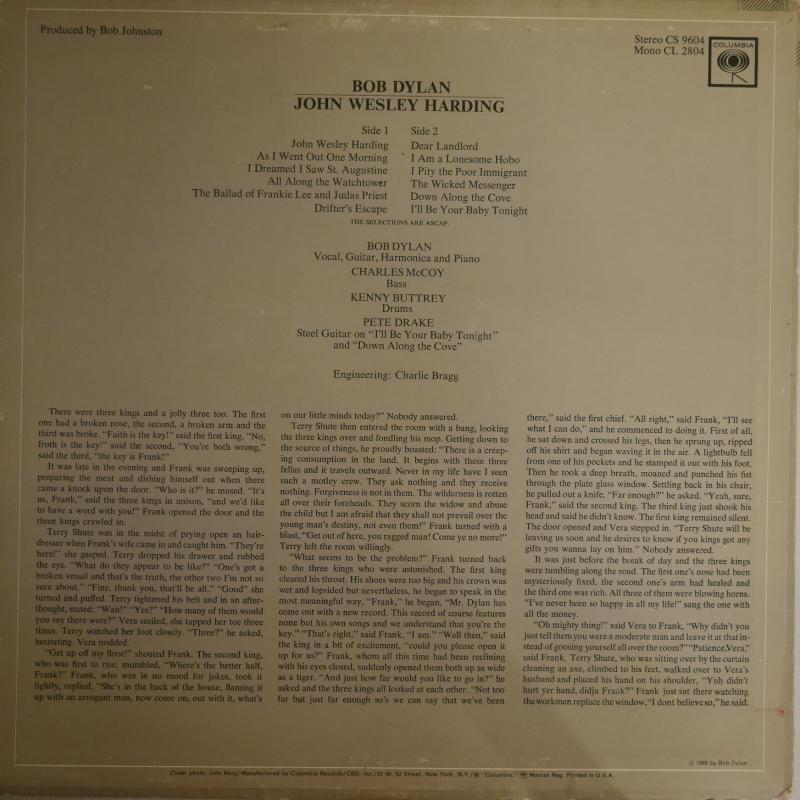 Produced by Bob Johnston
Stereo CS 9604
Mono CL 2804
COLUMBIA
BOB DYLAN
JOHN WESLEY HARDING
Side 1
John Wesley Harding
As I Went Out One Morning
I Dreamed I Saw St. Augustine
All Along the Watchtower
The Ballad of Frankie Lee and Judas Priest
Drifter's Escape
Side 2
Dear Landlord
I Am a Lonesome Hobo
I Pity the Poor Immigrant
The Wicked Messenger
Down Along the Cove
I'll Be Your Baby Tonight
THE SELECTIONS ARE ASCAP.
BOB DYLAN
Vocal, Guitar, Harmonica and Piano
CHARLES McCOY
Bass
KENNY BUTTREY
Drums
PETE DRAKE
Steel Guitar on "I'll Be Your Baby Tonight"
and "Down Along the Cove"
Engineering: Charlie Bragg
There were three kings and a jolly three too. The first
one had a broken nose, the second, a broken arm and the
third was broke. "Faith is the key!" said the first king. "No,
froth is the key!" said the second, "You're both wrong,"
said the third, "the key is Frank!"
It was late in the evening and Frank was sweeping up,
preparing the meat and dishing himself out when there
came a knock upon the door. "Who is it?" he mused. "It's
us, Frank," said the three kings in unison, "and we'd like
to have a word with you!" Frank opened the door and the
three kings crawled in.
Terry Shute was in the midst of prying open an hair-
dresser when Frank's wife came in and caught him. "They're
here!" she gasped. Terry dropped his drawer and rubbed
the eye. "What do they appear to be like?" "One's got a
broken vessel and that's the truth, the other two I'm not so
sure about." "Fine, thank you, that'll be all." "Good" she
turned and puffed. Terry tightened his belt and in an after-
thought, stated: "Wait!" "Yes?" "How many of them would
you say there were?" Vera smiled, she tapped her toe three
times. Terry watched her foot closely. "Three?" he asked,
hesitating. Vera nodded.
"Get up off my floor!" shouted Frank. The second king,
who was first to rise, mumbled, "Where's the better half,
Frank?" Frank, who was in no mood for jokes, took it
lightly, replied, "She's in the back of the house, flaming it
up with an arrogant man, now come on, out with it, what's
on our little minds today?" Nobody answered.
Terry Shute then entered the room with a bang, looking
the three kings over and fondling his mop. Getting down to
the source of things, he proudly boasted: "There is a creep-
ing consumption in the land. It begins with these three
fellas and it travels outward. Never in my life have I seen
such a motley crew. They ask nothing and they receive
nothing. Forgiveness is not in them. The wilderness is rotten
all over their foreheads. They scorn the widow and abuse
the child but I am afraid that they shall not prevail over the
young man's destiny, not even them!" Frank turned with a
blast, "Get out of here, you ragged man! Come ye no more!"
Terry left the room willingly.
"What seems to be the problem?" Frank turned back
to the three kings who were astonished. The first king
cleared his throat. His shoes were too big and his crown was
wet and lopsided but nevertheless, he began to speak in the
most meaningful way, "Frank," he began, "Mr. Dylan has
come out with a new record. This record of course features
none but his own songs and we understand that you're the
key." "That's right," said Frank, "I am." "Well then," said
the king in a bit of excitement, "could you please open it
up for us?" Frank, whom all this time had been reclining
with his eyes closed, suddenly opened them both up as wide
as a tiger. "And just how far would you like to go in?" he
asked and the three kings all looked at each other. "Not too
far but just far enough so's we can say that we've been
there," said the first chief. "All right," said Frank, "I'll see
what I can do," and he commenced to doing it. First of all,
he sat down and crossed his legs, then he sprung up, ripped
off his shirt and began waving it in the air. A lightbulb fell
from one of his pockets and he stamped it out with his foot.
Then he took a deep breath, moaned and punched his fist
through the plate glass window. Settling back in his chair,
he pulled out a knife, "Far enough?" he asked. "Yeah, sure,
Frank," said the second king. The third king just shook his
head and said he didn't know. The first king remained silent.
The door opened and Vera stepped in. "Terry Shute will be
leaving us soon and he desires to know if you kings got any
gifts you wanna lay on him." Nobody answered.
It was just before the break of day and the three kings
were tumbling along the road. The first one's nose had been
mysteriously fixed, the second one's arm had healed and
the third one was rich. All three of them were blowing horns.
"I've never been so happy in all my life!" sang the one with
all the money.
"Oh mighty thing!" said Vera to Frank, "Why didn't you
just tell them you were a moderate man and leave it at that in-
stead of goosing yourself all over the room?" "Patience, Vera,"
said Frank. Terry Shute, who was sitting over by the curtain
cleaning an axe, climbed to his feet, walked over to Vera's
husband and placed his hand on his shoulder, "Yuh didn't
hurt yer hand, didja Frank?" Frank just sat there watching
the workmen replace the window, "I dont believe so," he said.
© 1968 by Bob Dylan
Cover photo: John Berg/Manufactured by Columbia Records/CBS, Inc./51 W. 52 Street, New York, N.Y./® "Columbia," Marcas Reg. Printed in U.S.A.